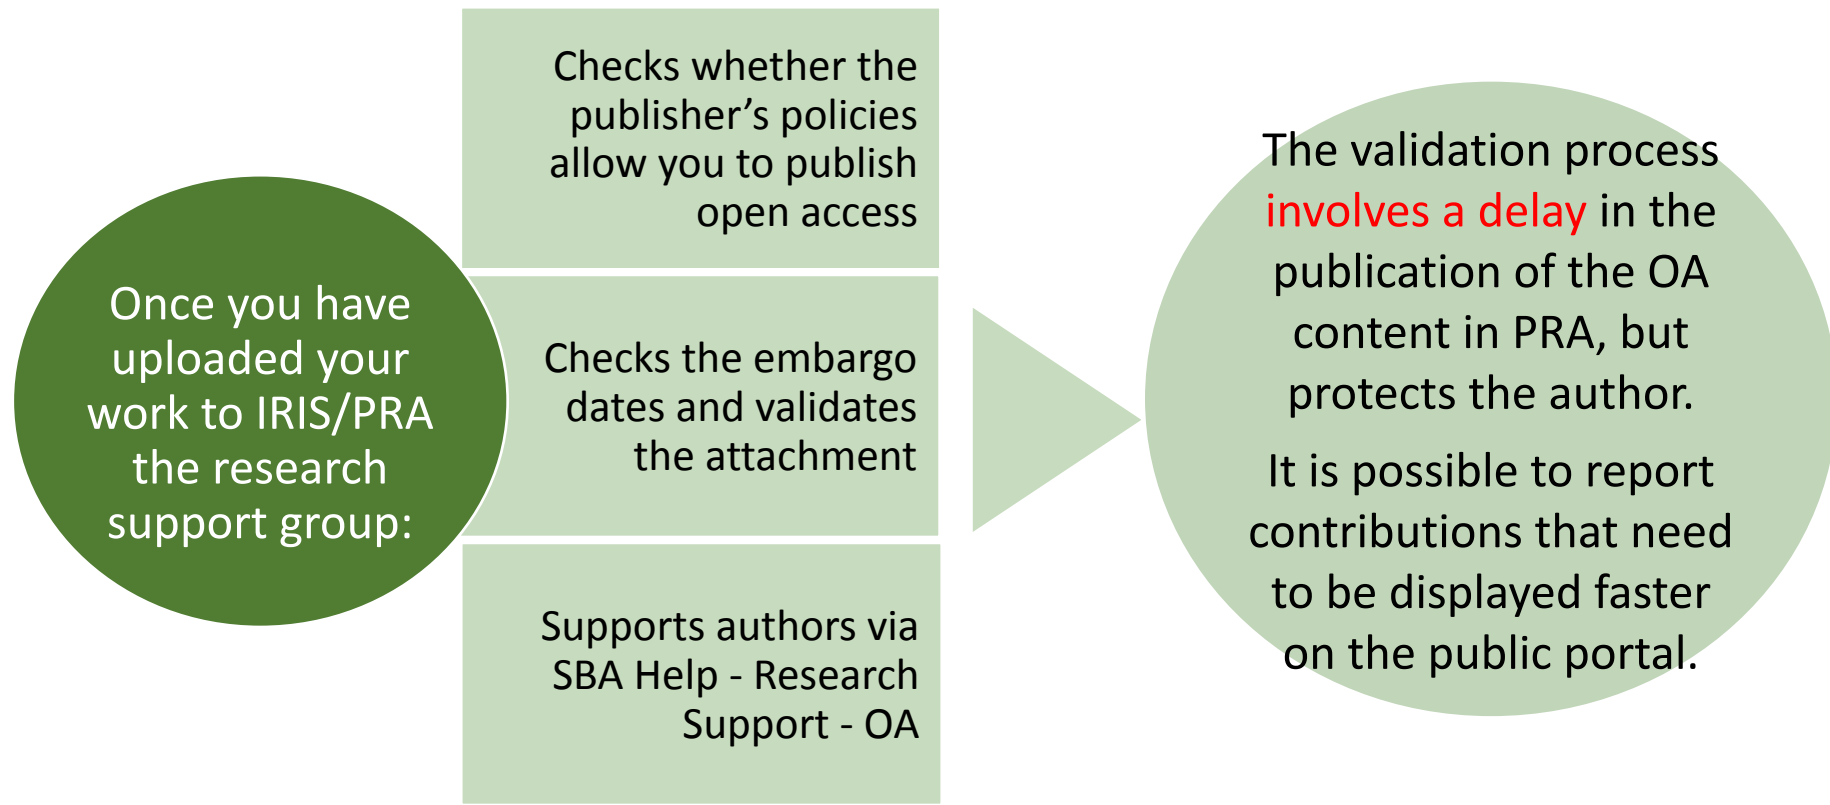 Once you have
uploaded your
work to IRIS/PRA
the research
support group:
Checks whether the
publisher’s policies
allow you to publish
open access
Checks the embargo
dates and validates
the attachment
Supports authors via
SBA Help - Research
Support - OA
The validation process
involves a delay in the
publication of the OA
content in PRA, but
protects the author.
It is possible to report
contributions that need
to be displayed faster
on the public portal.